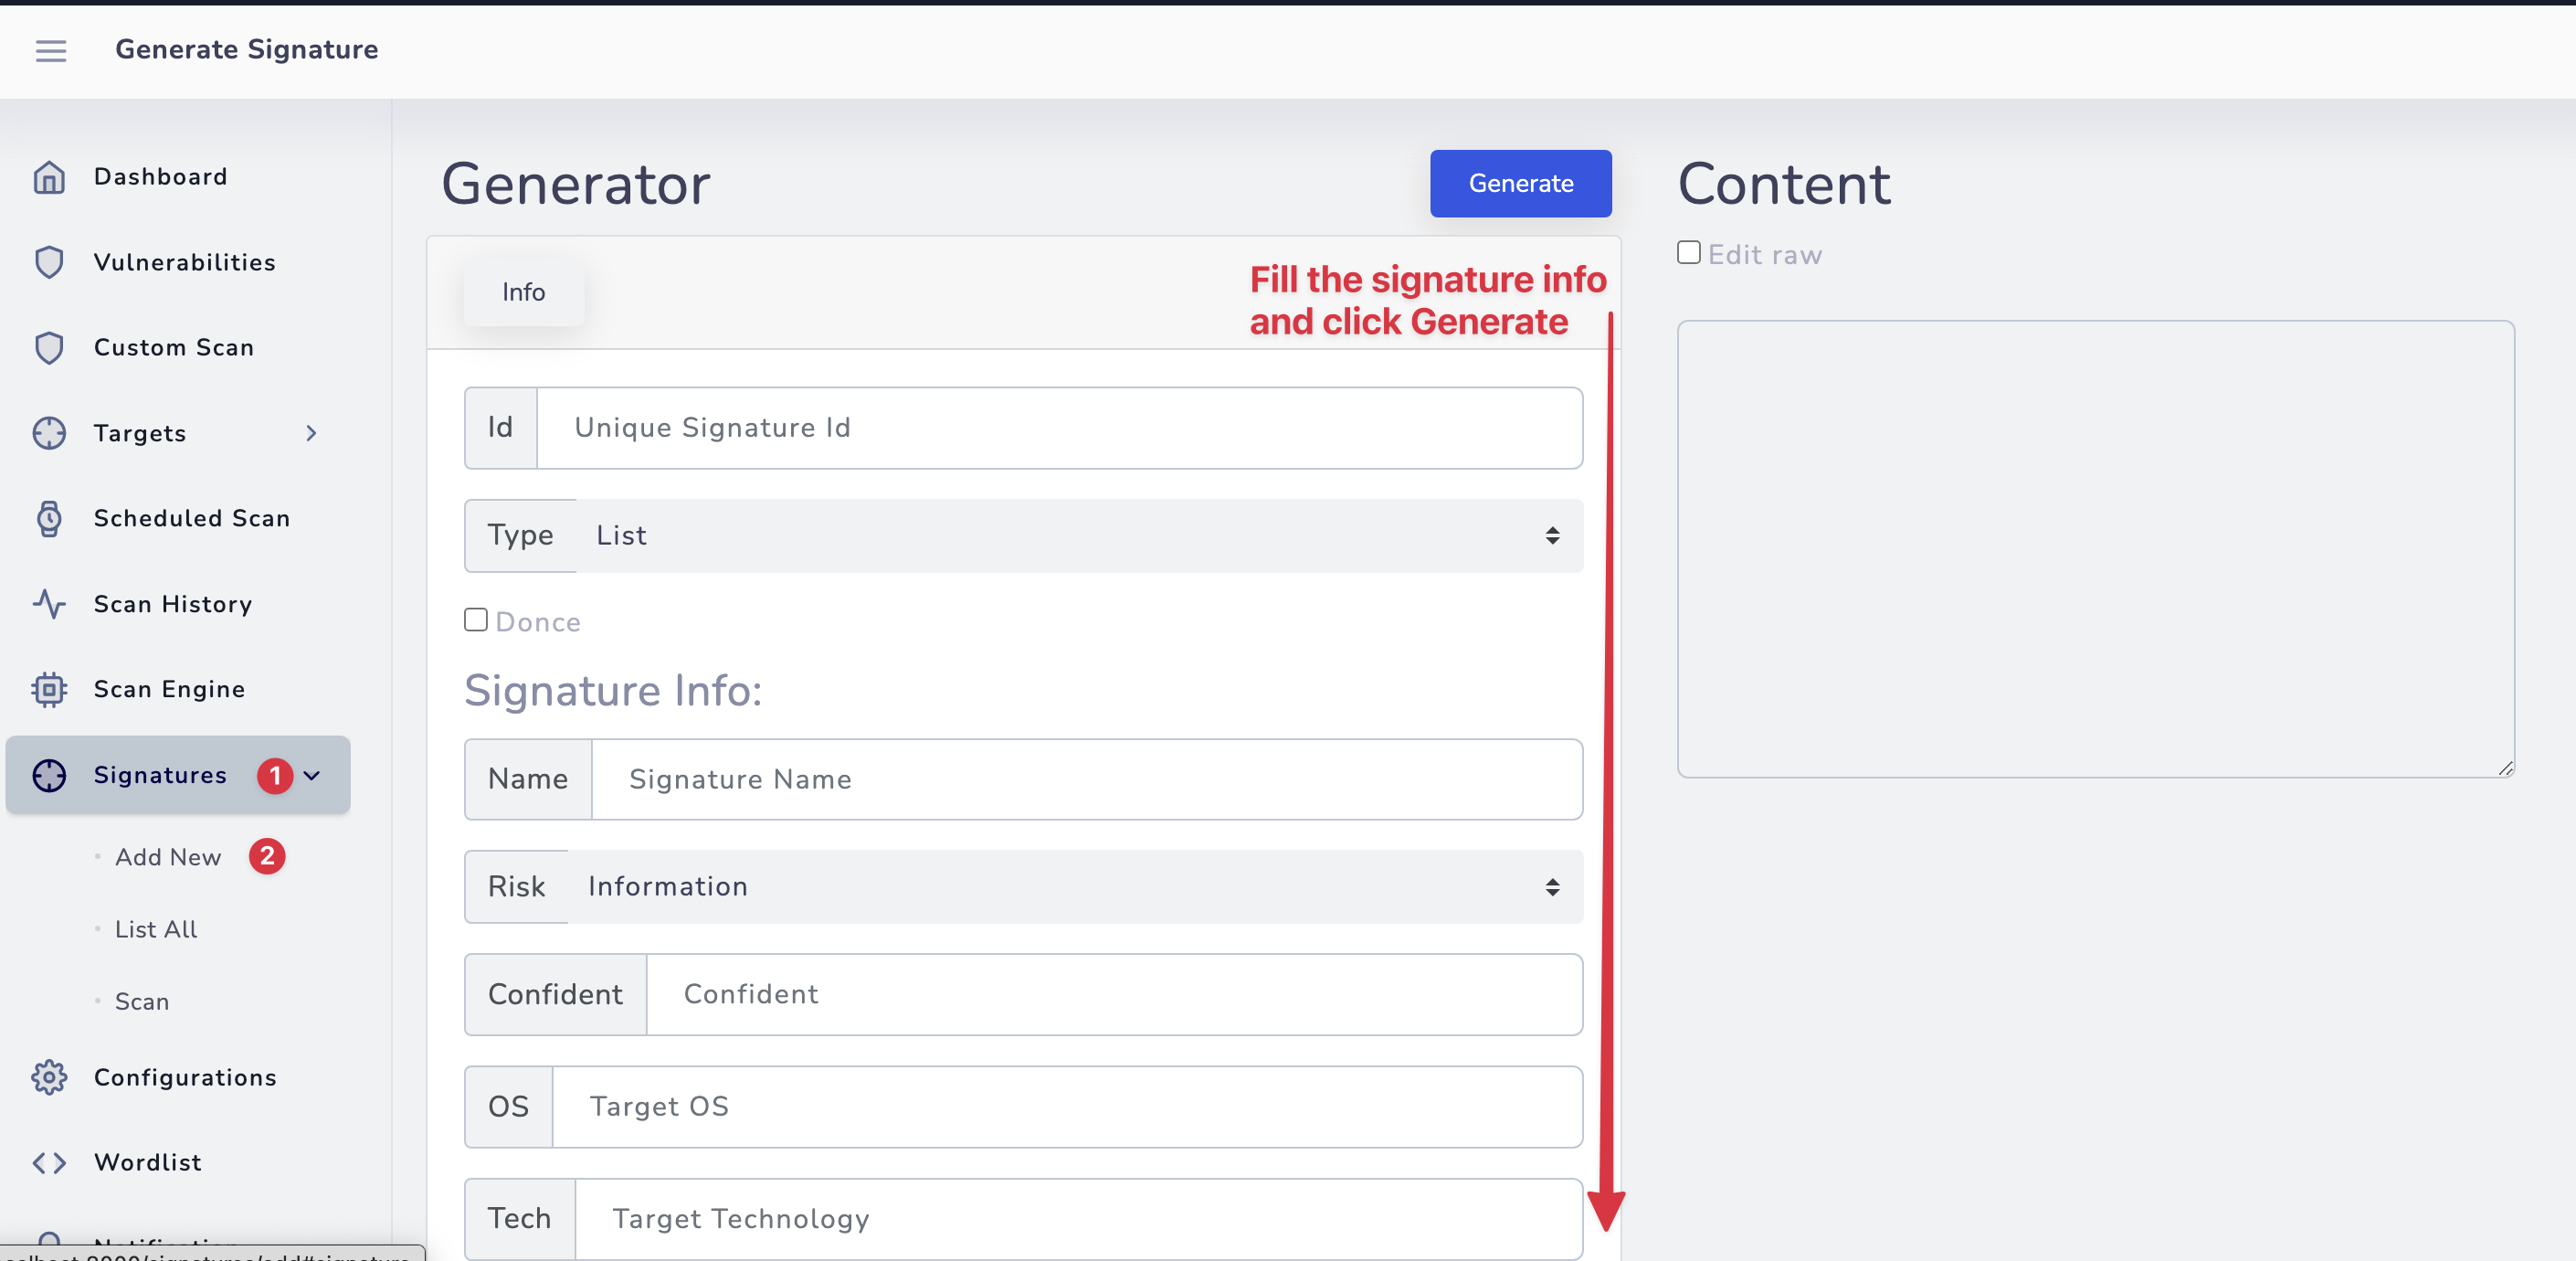 Generate Signature
Dashboard
Vulnerabilities
Custom Scan
Targets
Scheduled Scan
Scan History
Scan Engine
Signatures 1
Add New 2
List All
Scan
Configurations
Wordlist
Generator
Generate
Info
Fill the signature info
and click Generate
Id Unique Signature Id
Type List
Donce
Signature Info:
Name Signature Name
Risk Information
Confident Confident
OS Target OS
Tech Target Technology
Content
Edit raw